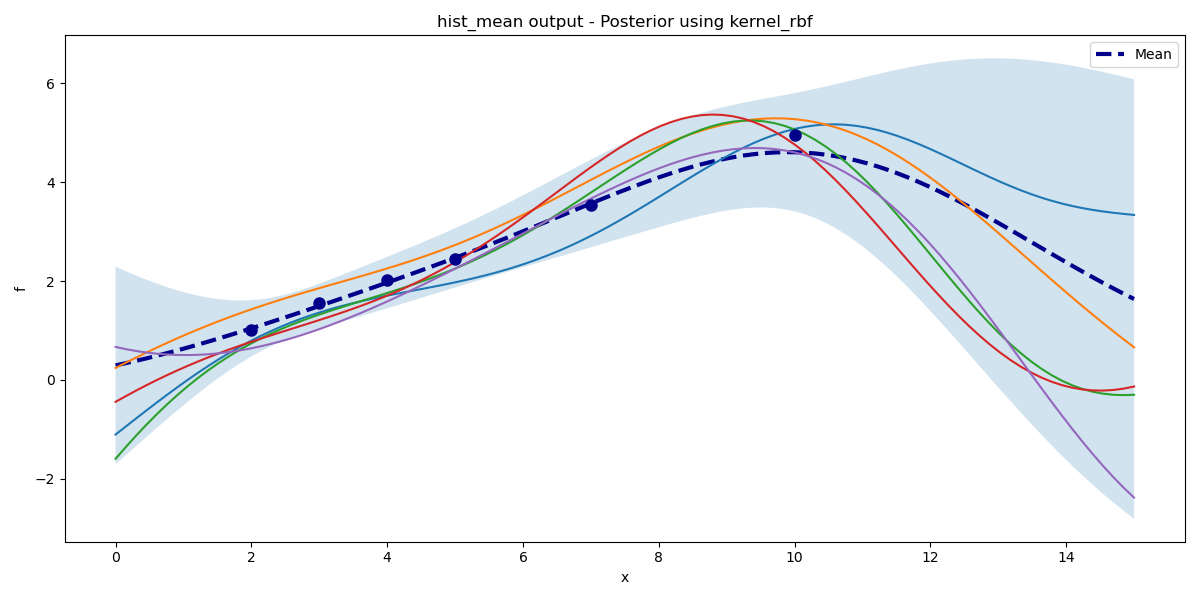 hist_mean output - Posterior using kernel_rbf
Mean
6
4
2
0
−2
f
0 2 4 6 8 10 12 14
x